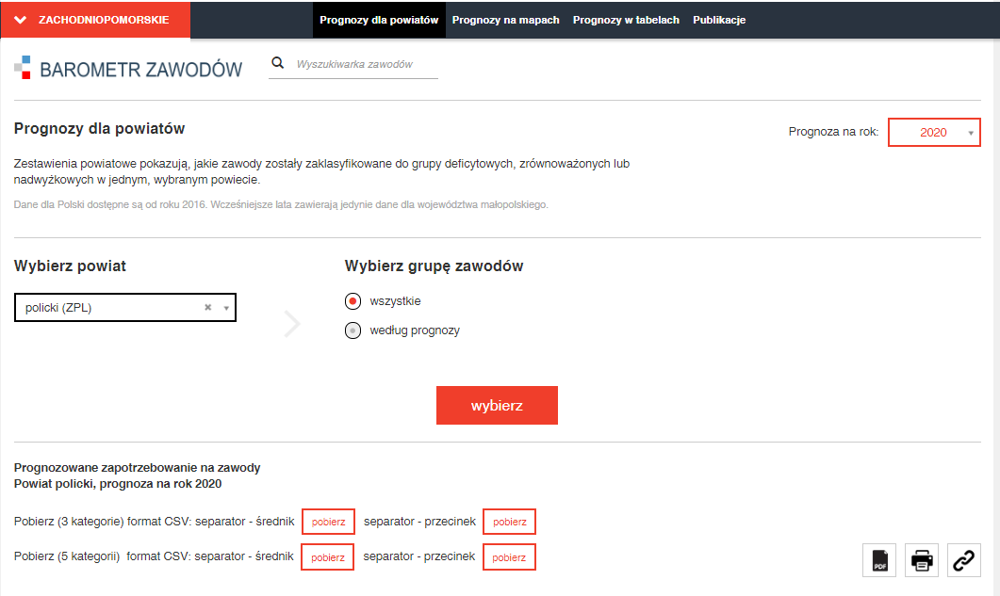 ZACHODNIOPOMORSKIE Prognozy dla powiatów Prognozy na mapach Prognozy w tabelach Publikacje
BAROMETR ZAWODÓW Wyszukiwarka zawodów
Prognozy dla powiatów Prognoza na rok: 2020
Zestawienia powiatowe pokazują, jakie zawody zostały zaklasyfikowane do grupy deficytowych, zrównoważonych lub
nadwyżkowych w jednym, wybranym powiecie.
Dane dla Polski dostępne są od roku 2016. Wcześniejsze lata zawierają jedynie dane dla województwa małopolskiego.
Wybierz powiat Wybierz grupę zawodów
policki (ZPL) wszystkie
według prognozy
wybierz
Prognozowane zapotrzebowanie na zawody
Powiat policki, prognoza na rok 2020
Pobierz (3 kategorie) format CSV: separator - średnik pobierz separator - przecinek pobierz
Pobierz (5 kategorii) format CSV: separator - średnik pobierz separator - przecinek pobierz
PDF